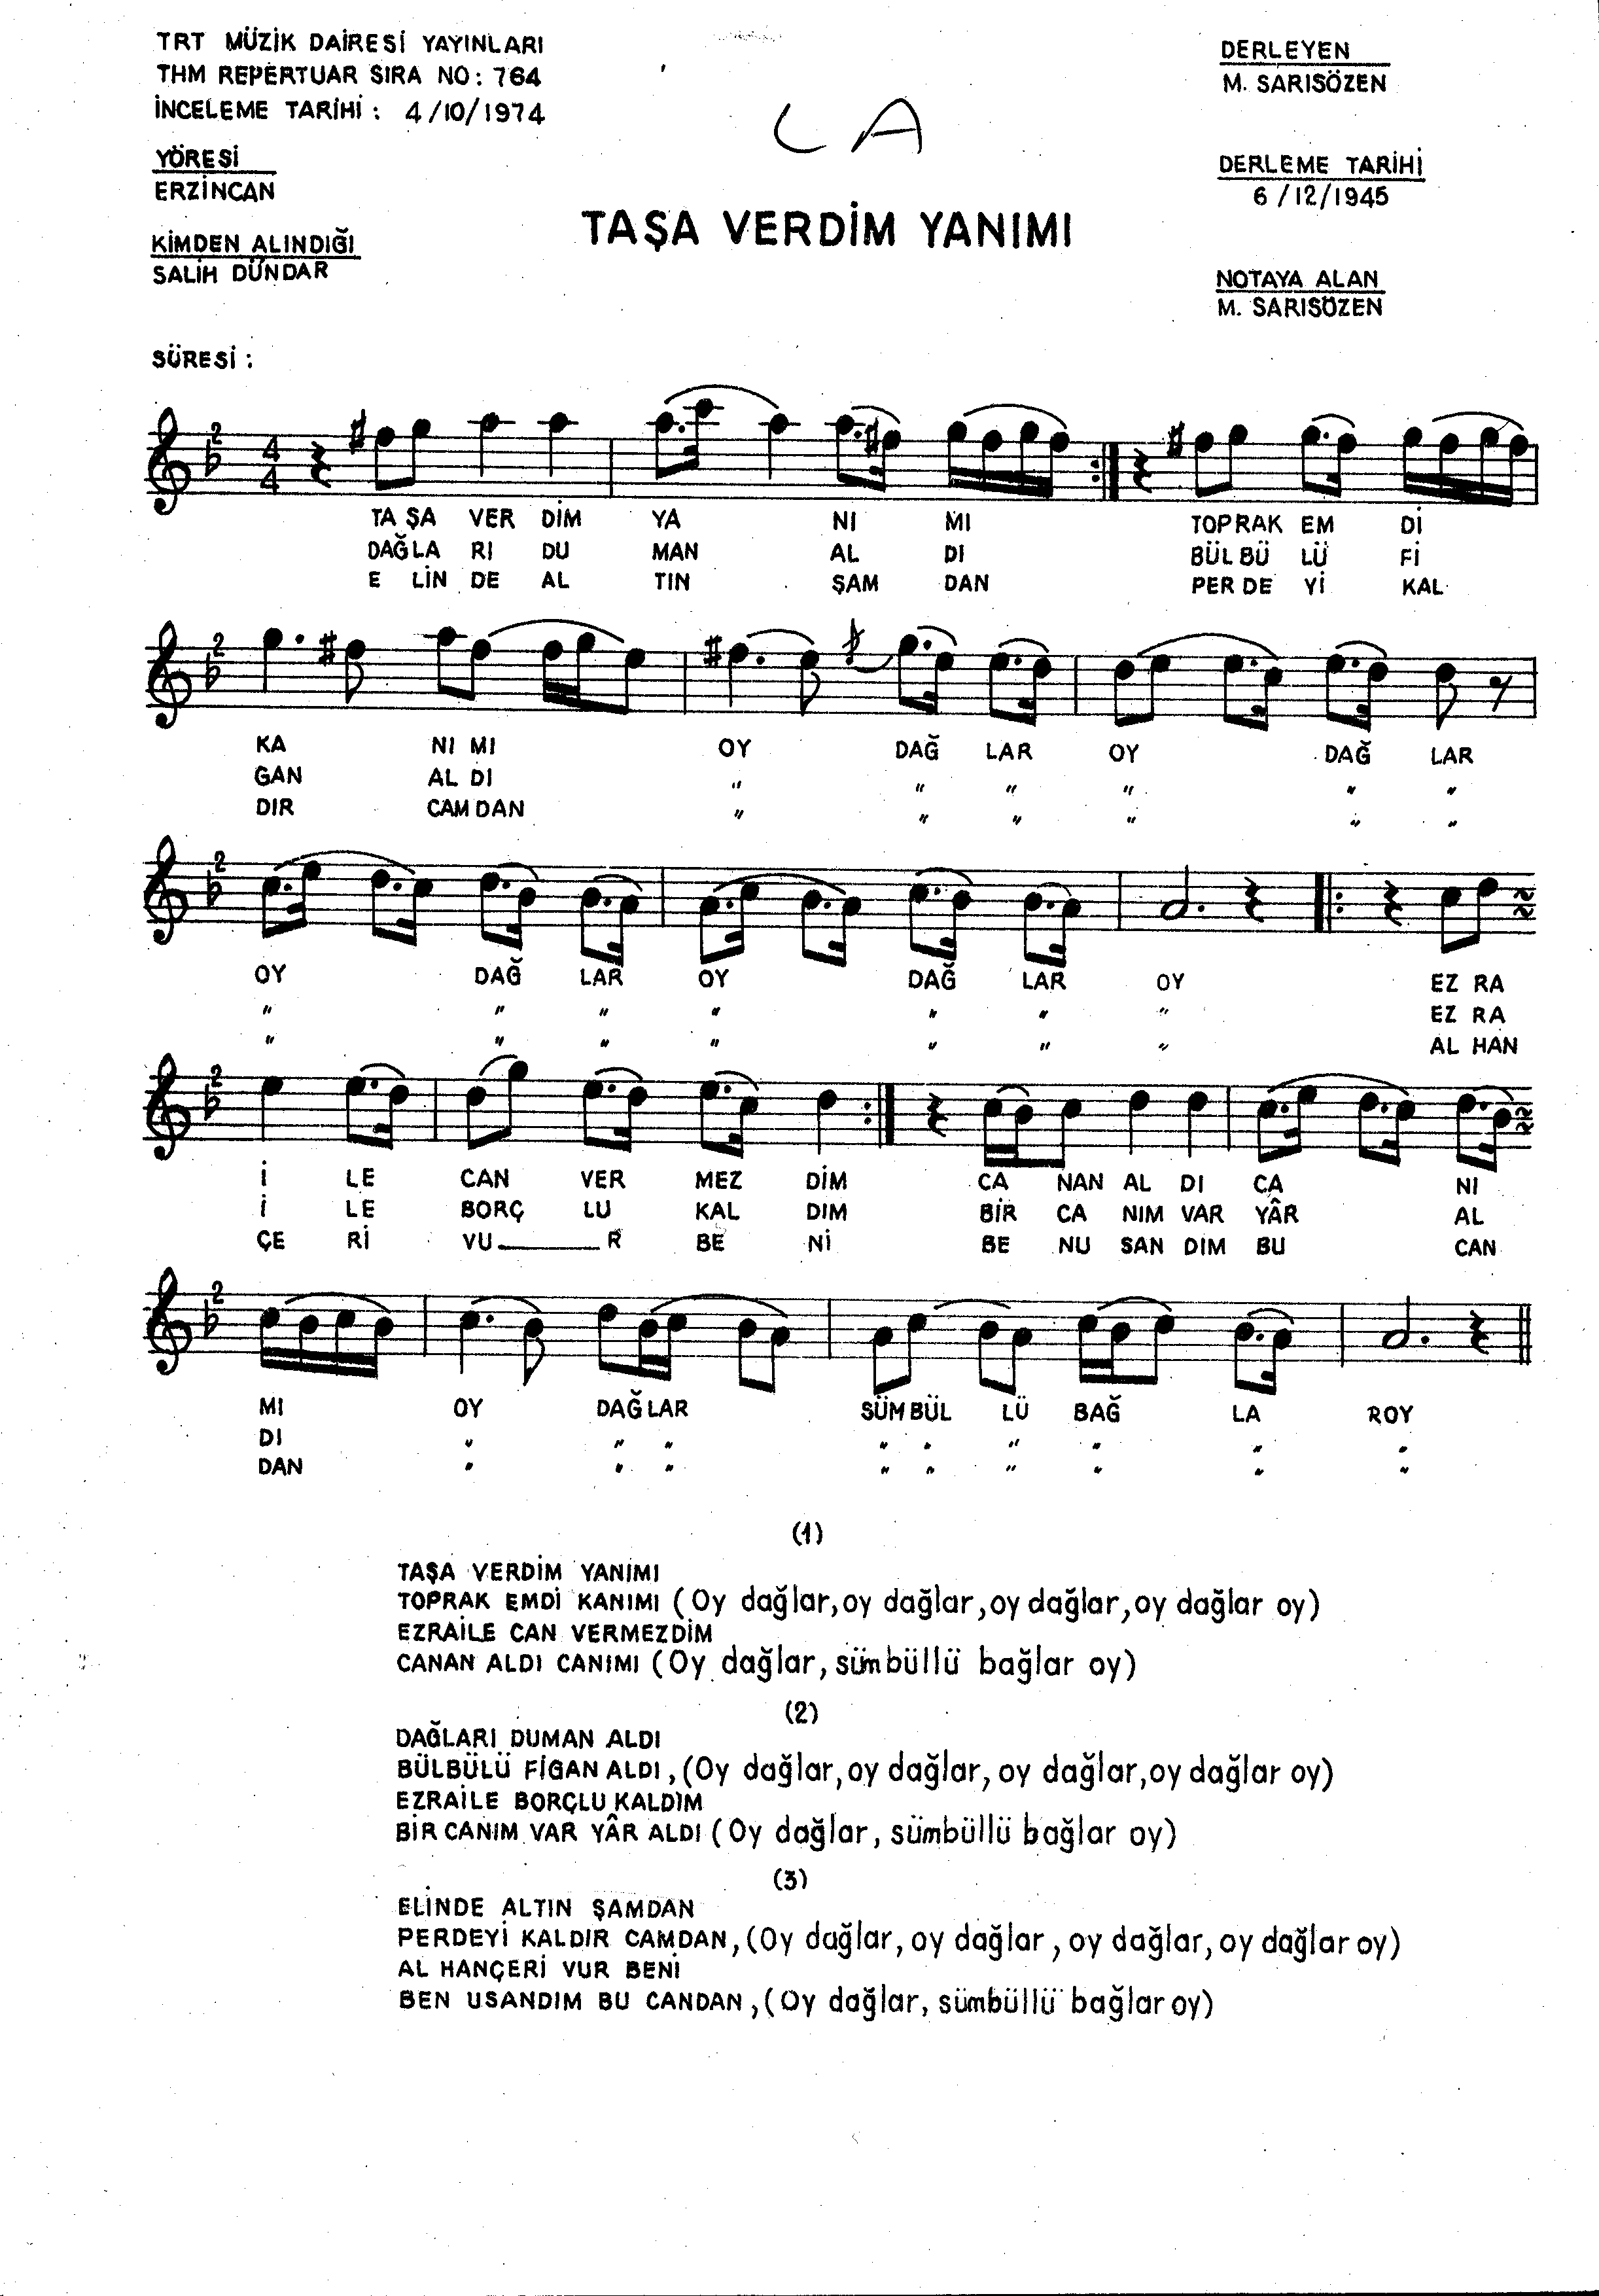 TRT MÜZİK DAİRESİ YAYINLARI
THM REPERTUAR SIRA NO: 764
İNCELEME TARİHİ : 4/10/1974
YÖRESİ
ERZİNCAN
KİMDEN ALINDIĞI
SALİH DÜNDAR
SÜRESİ :
LA
TAŞA VERDİM YANIMI
DERLEYEN
M. SARISÖZEN
DERLEME TARİHİ
6/12/1945
NOTAYA ALAN
M. SARISÖZEN
2 4 4
TA ŞA VER DİM YA NI MI TOPRAK EM Dİ
DAĞLA RI DU MAN AL DI BÜL BÜ LÜ Fİ
E LİN DE AL TIN ŞAM DAN PER DE Yİ KAL
2
KA NI MI OY DAĞ LAR OY DAĞ LAR
GAN AL DI " " " " " "
DIR CAM DAN " " " " " "
2
OY DAĞ LAR OY DAĞ LAR OY EZ RA
" " " " " " " EZ RA
" " " " " " " AL HAN
2
İ LE CAN VER MEZ DİM CA NAN AL DI CA NI
İ LE BORÇ LU KAL DIM BİR CA NIM VAR YÂR AL
ÇE Rİ VU______R BE Nİ BE NU SAN DIM BU CAN
2
MI OY DAĞ LAR SÜM BÜL LÜ BAĞ LA ROY
DI " " " " " " " " "
DAN " " " " " " " " "
(1)
TAŞA VERDİM YANIMI
TOPRAK EMDİ KANIMI (Oy dağlar, oy dağlar, oy dağlar, oy dağlar oy)
EZRAİLE CAN VERMEZDİM
CANAN ALDI CANIMI (Oy dağlar, sümbüllü bağlar oy)
(2)
DAĞLARI DUMAN ALDI
BÜLBÜLÜ FİGAN ALDI, (Oy dağlar, oy dağlar, oy dağlar, oy dağlar oy)
EZRAİLE BORÇLU KALDIM
BİR CANIM VAR YÂR ALDI (Oy dağlar, sümbüllü bağlar oy)
(3)
ELİNDE ALTIN ŞAMDAN
PERDEYİ KALDIR CAMDAN, (Oy dağlar, oy dağlar, oy dağlar, oy dağlar oy)
AL HANÇERİ VUR BENİ
BEN USANDIM BU CANDAN, (Oy dağlar, sümbüllü bağlar oy)